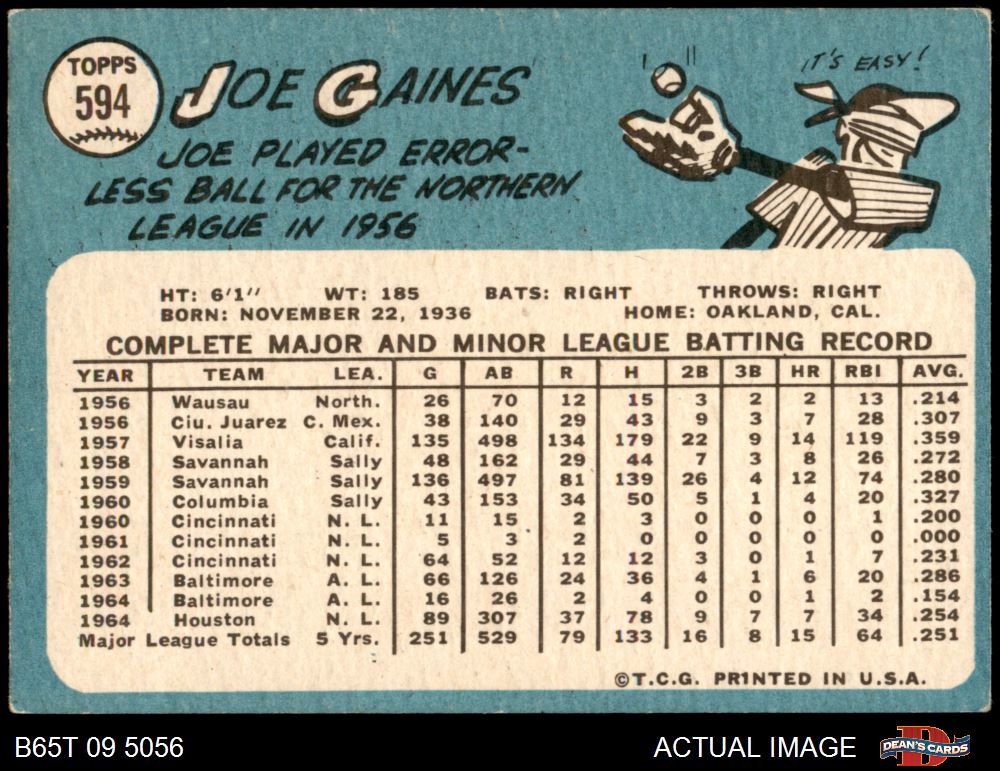 TOPPS
594
JOE GAINES
IT'S EASY!
JOE PLAYED ERROR-
LESS BALL FOR THE NORTHERN
LEAGUE IN 1956
HT: 6'1" WT: 185 BATS: RIGHT THROWS: RIGHT
BORN: NOVEMBER 22, 1936 HOME: OAKLAND, CAL.
COMPLETE MAJOR AND MINOR LEAGUE BATTING RECORD
YEAR TEAM LEA. G AB R H 2B 3B HR RBI AVG.
1956 Wausau North. 26 70 12 15 3 2 2 13 .214
1956 Ciu. Juarez C. Mex. 38 140 29 43 9 3 7 28 .307
1957 Visalia Calif. 135 498 134 179 22 9 14 119 .359
1958 Savannah Sally 48 162 29 44 7 3 8 26 .272
1959 Savannah Sally 136 497 81 139 26 4 12 74 .280
1960 Columbia Sally 43 153 34 50 5 1 4 20 .327
1960 Cincinnati N. L. 11 15 2 3 0 0 0 1 .200
1961 Cincinnati N. L. 5 3 2 0 0 0 0 0 .000
1962 Cincinnati N. L. 64 52 12 12 3 0 1 7 .231
1963 Baltimore A. L. 66 126 24 36 4 1 6 20 .286
1964 Baltimore A. L. 16 26 2 4 0 0 1 2 .154
1964 Houston N. L. 89 307 37 78 9 7 7 34 .254
Major League Totals 5 Yrs. 251 529 79 133 16 8 15 64 .251
©T.C.G. PRINTED IN U.S.A.
B65T 09 5056 ACTUAL IMAGE DEAN'S CARDS